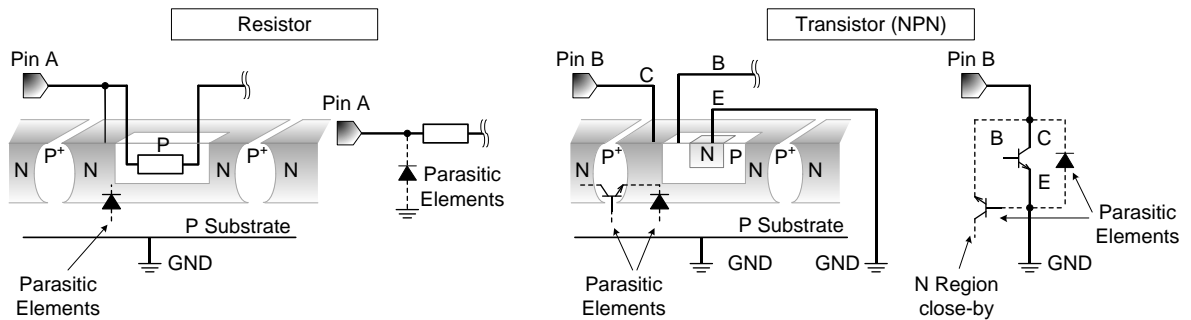 Resistor
Pin A
N
P+
N
P
N
P+
N
Parasitic
Elements
P Substrate
GND
Pin A
Parasitic
Elements
Transistor (NPN)
Pin B
C
B
E
N
P+
N
N
P
N
P+
N
Parasitic
Elements
P Substrate
GND
GND
Pin B
B
C
E
Parasitic
Elements
GND
N Region
close-by